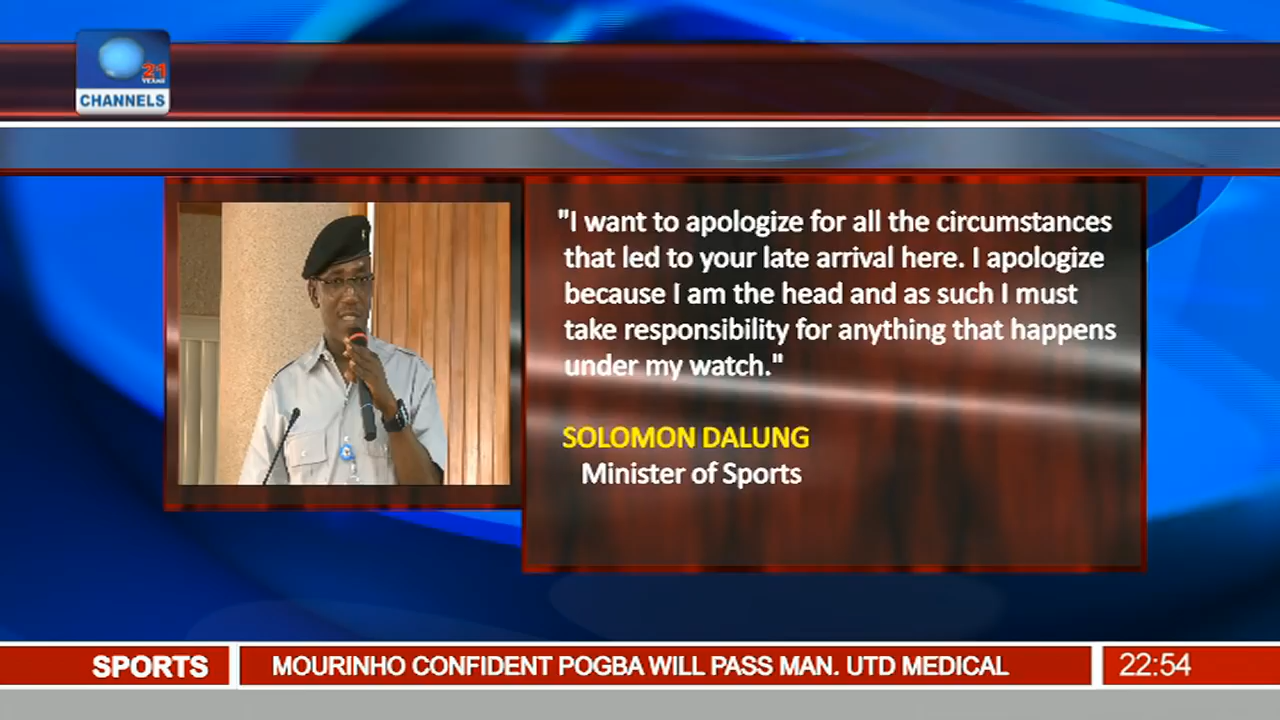 21
YEARS
CHANNELS
"I want to apologize for all the circumstances
that led to your late arrival here. I apologize
because I am the head and as such I must
take responsibility for anything that happens
under my watch."
SOLOMON DALUNG
Minister of Sports
SPORTS
MOURINHO CONFIDENT POGBA WILL PASS MAN. UTD MEDICAL
22:54